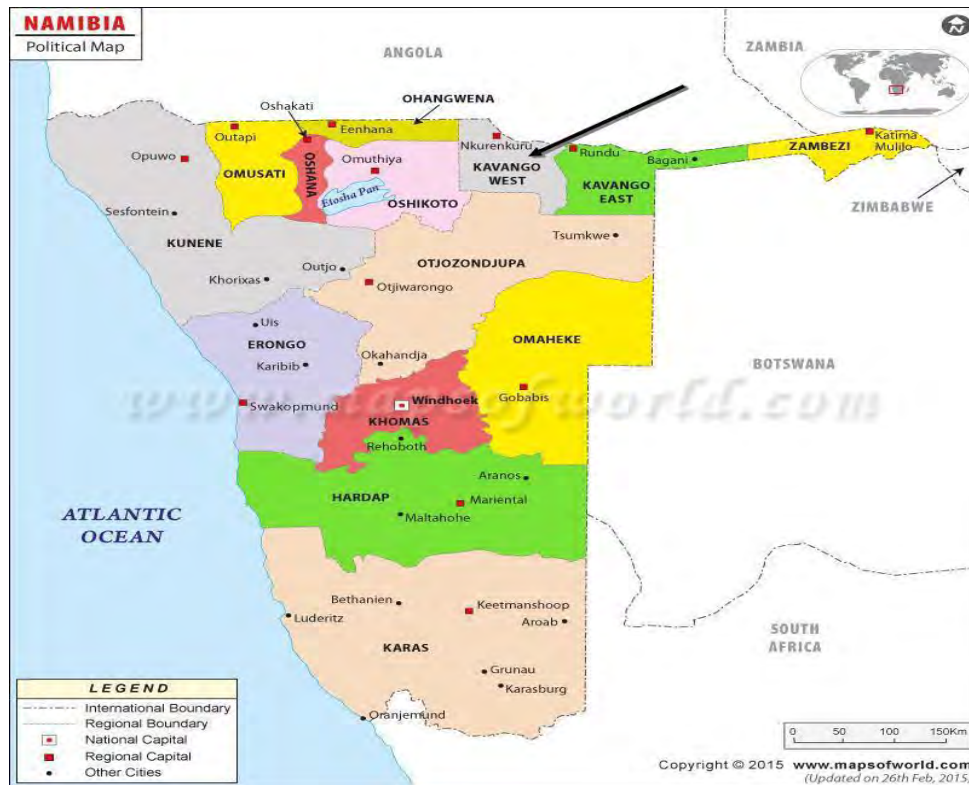 NAMIBIA
Political Map
ANGOLA
ZAMBIA
N
OHANGWENA
Oshakati
Outapi
Eenhana
Opuwo
Omuthiya
OSHANA
OMUSATI
Etosha Pan
OSHIKOTO
Nkurenkuru
KAVANGO
WEST
Rundu
Bagani
KAVANGO
EAST
ZAMBEZI
Katima
Mulilo
ZIMBABWE
Sesfontein
KUNENE
Tsumkwe
OTJOZONDJUPA
Outjo
Khorixas
Otjiwarongo
Uis
ERONGO
Karibib
Okahandja
OMAHEKE
BOTSWANA
www.mapsofworld.com
Swakopmund
Windhoek
KHOMAS
Gobabis
Rehoboth
Aranos
HARDAP
Mariental
Maltahohe
ATLANTIC
OCEAN
Bethanien
Keetmanshoop
Luderitz
Aroab
KARAS
SOUTH
AFRICA
Grunau
Karasburg
Oranjemund
LEGEND
International Boundary
Regional Boundary
National Capital
Regional Capital
Other Cities
0 50 100 150Km
Copyright © 2015 www.mapsofworld.com
(Updated on 26th Feb, 2015)